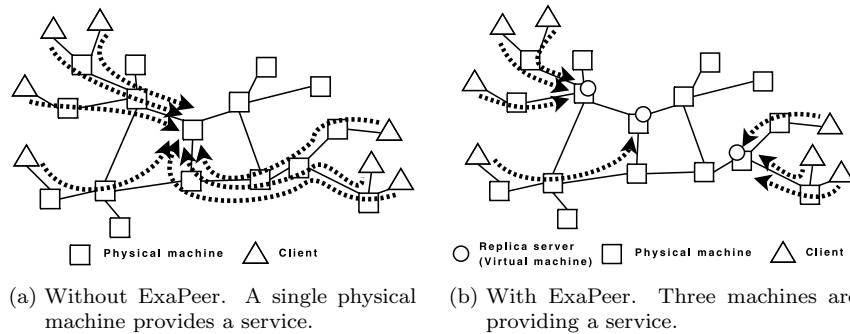 Physical machine
Client
Replica server
(Virtual machine)
Physical machine
Client
(a) Without ExaPeer. A single physical
machine provides a service.
(b) With ExaPeer. Three machines are
providing a service.